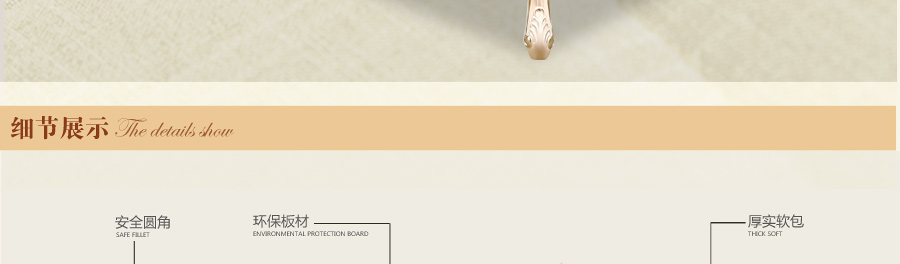 细节展示 The details show
安全圆角
SAFE FILLET
环保板材
ENVIRONMENTAL PROTECTION BOARD
厚实软包
THICK SOFT